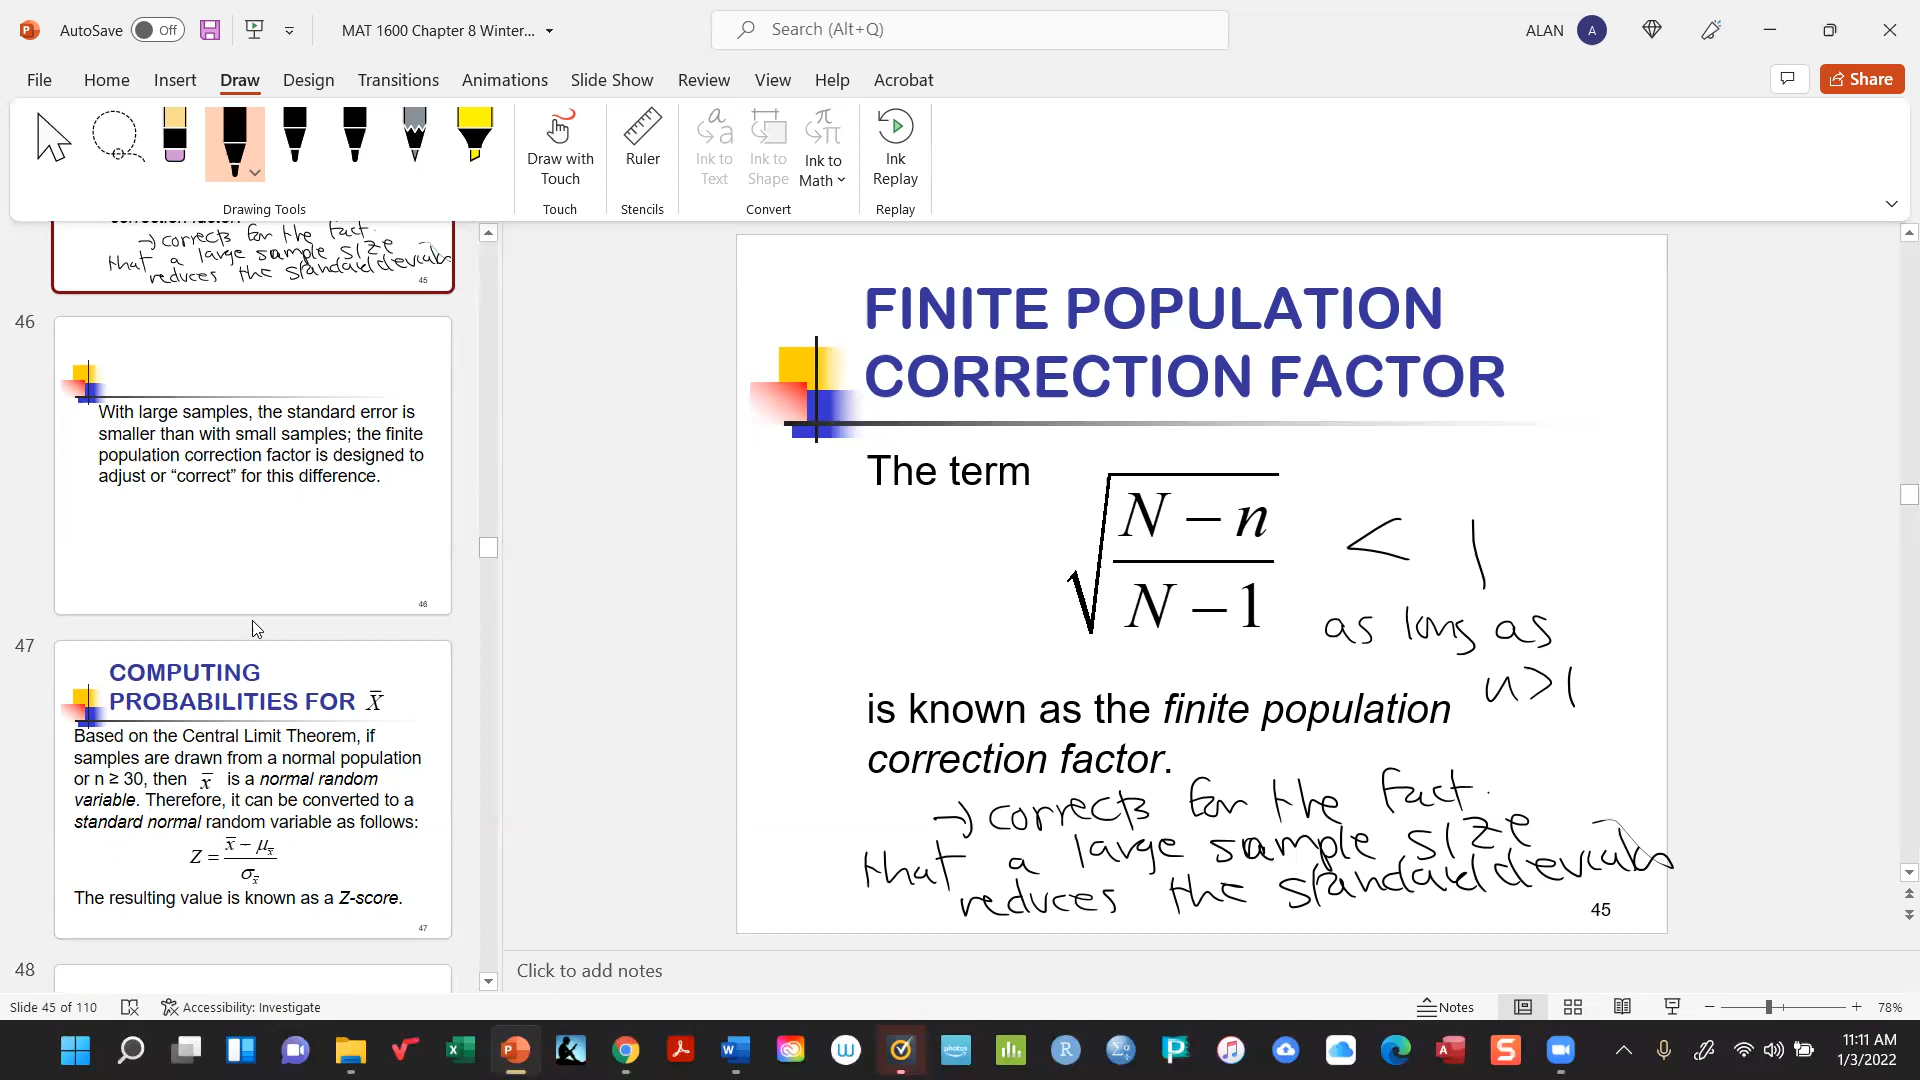 AutoSave Off MAT 1600 Chapter 8 Winter... Search (Alt+Q) ALAN A
File Home Insert Draw Design Transitions Animations Slide Show Review View Help Acrobat Share
Draw with Touch
Ruler
Ink to Text
Ink to Shape
Ink to Math
Ink Replay
Drawing Tools Touch Stencils Convert Replay
→ corrects for the fact
that a large sample size
reduces the standard
45
46
With large samples, the standard error is
smaller than with small samples; the finite
population correction factor is designed to
adjust or “correct” for this difference.
46
47
COMPUTING
PROBABILITIES FOR X̅
Based on the Central Limit Theorem, if
samples are drawn from a normal population
or n ≥ 30, then x̅ is a normal random
variable. Therefore, it can be converted to a
standard normal random variable as follows:
Z = (x̅ − μx̅) / σx̅
The resulting value is known as a Z-score.
47
48
FINITE POPULATION
CORRECTION FACTOR
The term
√((N − n) / (N − 1)) < 1
as long as
n > 1
is known as the finite population
correction factor.
→ corrects for the fact
that a large sample size
reduces the standard
45
Click to add notes
Slide 45 of 110 Accessibility: Investigate Notes 78%
11:11 AM
1/3/2022